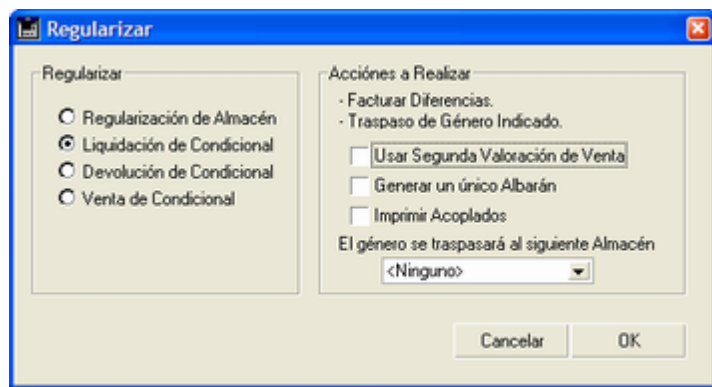 Regularizar
Regularizar
Regularización de Almacén
Liquidación de Condicional
Devolución de Condicional
Venta de Condicional
Acciónes a Realizar
- Facturar Diferencias.
- Traspaso de Género Indicado.
Usar Segunda Valoración de Venta
Generar un único Albarán
Imprimir Acoplados
El género se traspasará al siguiente Almacén
<Ninguno>
Cancelar OK